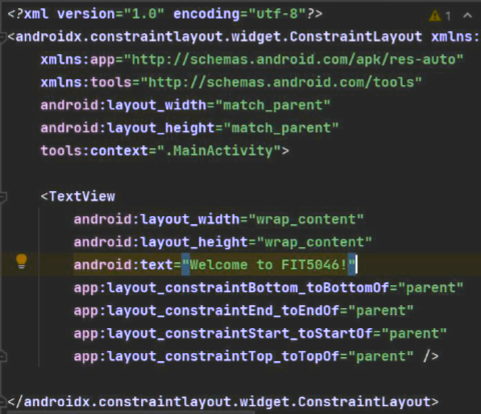 <?xml version="1.0" encoding="utf-8"?>
1
<androidx.constraintlayout.widget.ConstraintLayout xmlns:
xmlns:app="http://schemas.android.com/apk/res-auto"
xmlns:tools="http://schemas.android.com/tools"
android:layout_width="match_parent"
android:layout_height="match_parent"
tools:context=".MainActivity">
<TextView
android:layout_width="wrap_content"
android:layout_height="wrap_content"
android:text="Welcome to FIT5046!"
app:layout_constraintBottom_toBottomOf="parent"
app:layout_constraintEnd_toEndOf="parent"
app:layout_constraintStart_toStartOf="parent"
app:layout_constraintTop_toTopOf="parent" />
</androidx.constraintlayout.widget.ConstraintLayout>